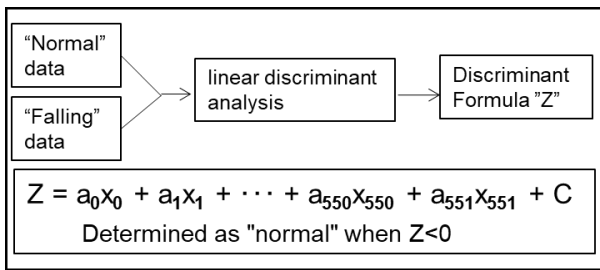 “Normal”
data
“Falling”
data
linear discriminant
analysis
Discriminant
Formula ”Z”
Z = a₀x₀ + a₁x₁ + ··· + a₅₅₀x₅₅₀ + a₅₅₁x₅₅₁ + C
Determined as "normal" when Z<0